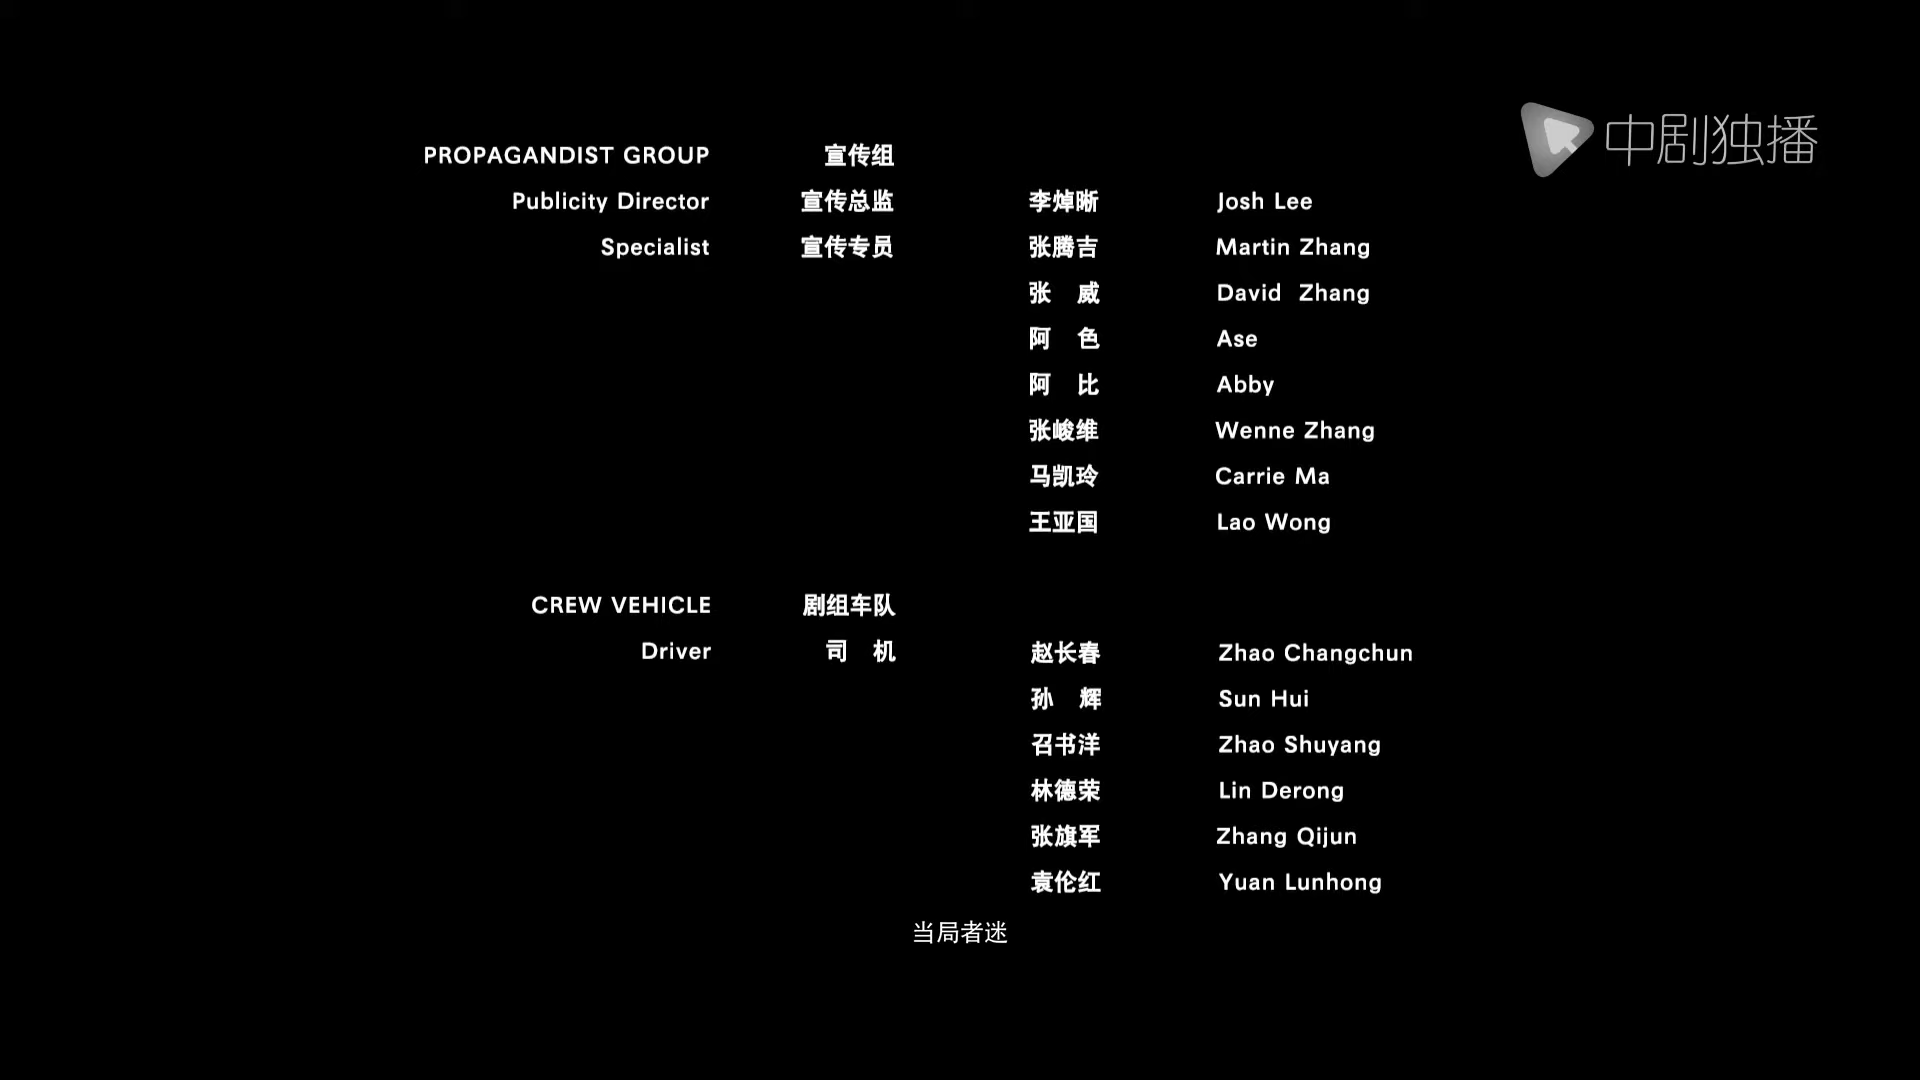 中剧独播
PROPAGANDIST GROUP 宣传组
Publicity Director 宣传总监 李焯晰 Josh Lee
Specialist 宣传专员 张腾吉 Martin Zhang
张 威 David Zhang
阿 色 Ase
阿 比 Abby
张峻维 Wenne Zhang
马凯玲 Carrie Ma
王亚国 Lao Wong
CREW VEHICLE 剧组车队
Driver 司 机 赵长春 Zhao Changchun
孙 辉 Sun Hui
召书洋 Zhao Shuyang
林德荣 Lin Derong
张旗军 Zhang Qijun
袁伦红 Yuan Lunhong
当局者迷